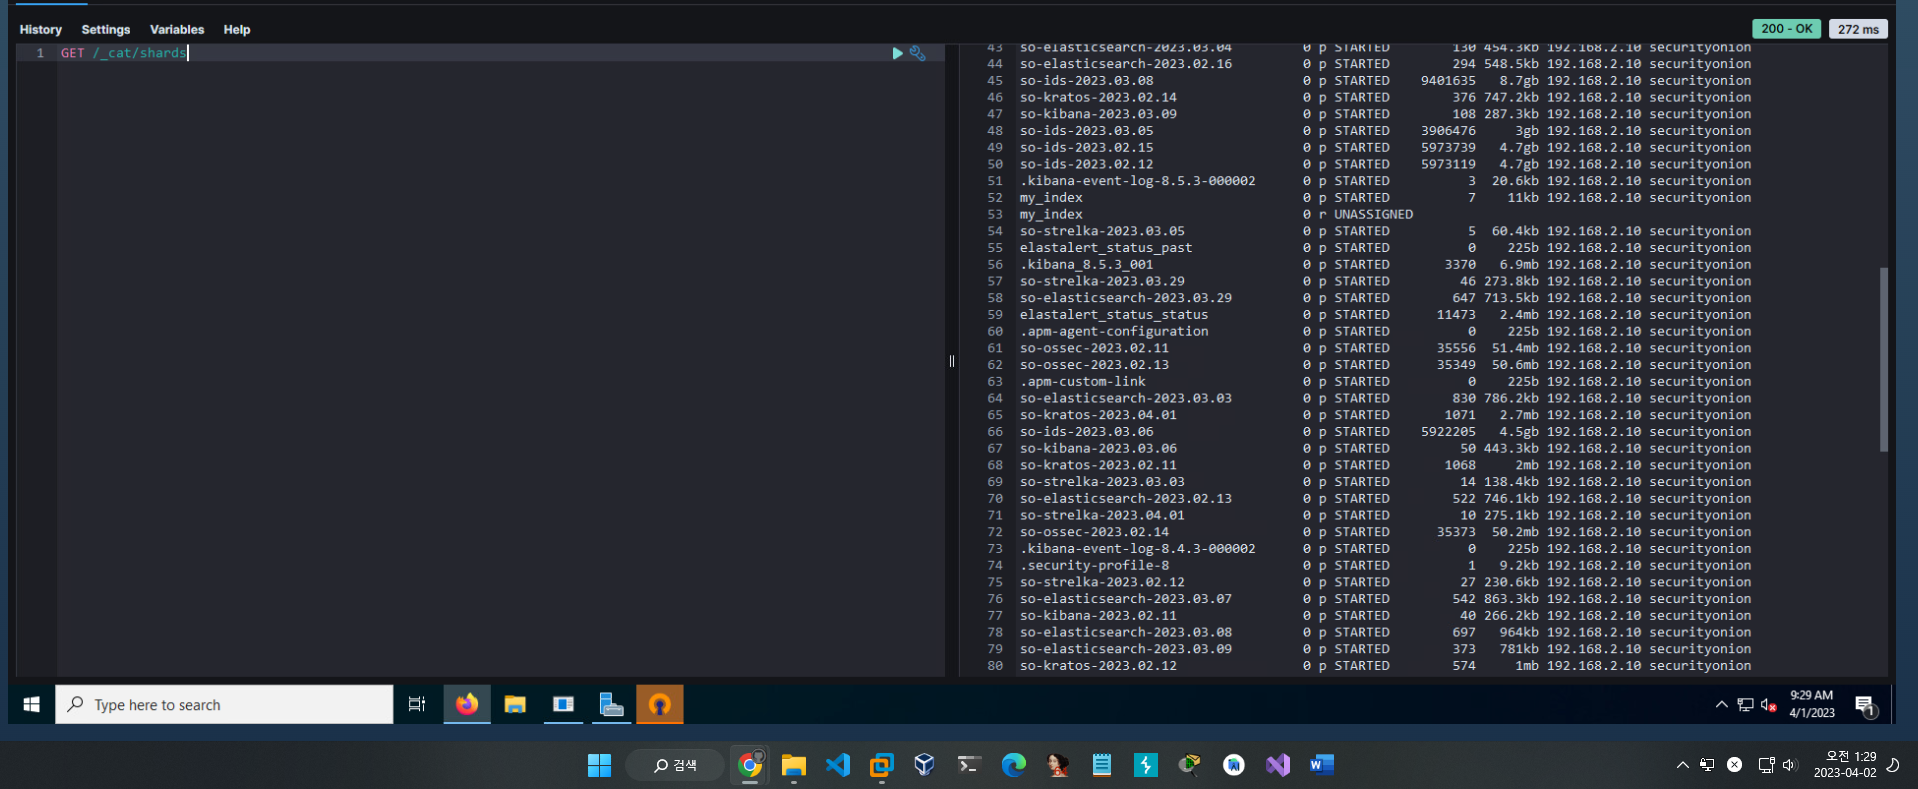 History Settings Variables Help 200 - OK 272 ms
1 GET /_cat/shards
43 so-elasticsearch-2023.03.04 0 p STARTED 130 454.3kb 192.168.2.10 securityonion
44 so-elasticsearch-2023.02.16 0 p STARTED 294 548.5kb 192.168.2.10 securityonion
45 so-ids-2023.03.08 0 p STARTED 9401635 8.7gb 192.168.2.10 securityonion
46 so-kratos-2023.02.14 0 p STARTED 376 747.2kb 192.168.2.10 securityonion
47 so-kibana-2023.03.09 0 p STARTED 108 287.3kb 192.168.2.10 securityonion
48 so-ids-2023.03.05 0 p STARTED 3906476 3gb 192.168.2.10 securityonion
49 so-ids-2023.02.15 0 p STARTED 5973739 4.7gb 192.168.2.10 securityonion
50 so-ids-2023.02.12 0 p STARTED 5973119 4.7gb 192.168.2.10 securityonion
51 .kibana-event-log-8.5.3-000002 0 p STARTED 3 20.6kb 192.168.2.10 securityonion
52 my_index 0 p STARTED 7 11kb 192.168.2.10 securityonion
53 my_index 0 r UNASSIGNED
54 so-strelka-2023.03.05 0 p STARTED 5 60.4kb 192.168.2.10 securityonion
55 elastalert_status_past 0 p STARTED 0 225b 192.168.2.10 securityonion
56 .kibana_8.5.3_001 0 p STARTED 3370 6.9mb 192.168.2.10 securityonion
57 so-strelka-2023.03.29 0 p STARTED 46 273.8kb 192.168.2.10 securityonion
58 so-elasticsearch-2023.03.29 0 p STARTED 647 713.5kb 192.168.2.10 securityonion
59 elastalert_status_status 0 p STARTED 11473 2.4mb 192.168.2.10 securityonion
60 .apm-agent-configuration 0 p STARTED 0 225b 192.168.2.10 securityonion
61 so-ossec-2023.02.11 0 p STARTED 35556 51.4mb 192.168.2.10 securityonion
62 so-ossec-2023.02.13 0 p STARTED 35349 50.6mb 192.168.2.10 securityonion
63 .apm-custom-link 0 p STARTED 0 225b 192.168.2.10 securityonion
64 so-elasticsearch-2023.03.03 0 p STARTED 830 786.2kb 192.168.2.10 securityonion
65 so-kratos-2023.04.01 0 p STARTED 1071 2.7mb 192.168.2.10 securityonion
66 so-ids-2023.03.06 0 p STARTED 5922205 4.5gb 192.168.2.10 securityonion
67 so-kibana-2023.03.06 0 p STARTED 50 443.3kb 192.168.2.10 securityonion
68 so-kratos-2023.02.11 0 p STARTED 1068 2mb 192.168.2.10 securityonion
69 so-strelka-2023.03.03 0 p STARTED 14 138.4kb 192.168.2.10 securityonion
70 so-elasticsearch-2023.02.13 0 p STARTED 522 746.1kb 192.168.2.10 securityonion
71 so-strelka-2023.04.01 0 p STARTED 10 275.1kb 192.168.2.10 securityonion
72 so-ossec-2023.02.14 0 p STARTED 35373 50.2mb 192.168.2.10 securityonion
73 .kibana-event-log-8.4.3-000002 0 p STARTED 0 225b 192.168.2.10 securityonion
74 .security-profile-8 0 p STARTED 1 9.2kb 192.168.2.10 securityonion
75 so-strelka-2023.02.12 0 p STARTED 27 230.6kb 192.168.2.10 securityonion
76 so-elasticsearch-2023.03.07 0 p STARTED 542 863.3kb 192.168.2.10 securityonion
77 so-kibana-2023.02.11 0 p STARTED 40 266.2kb 192.168.2.10 securityonion
78 so-elasticsearch-2023.03.08 0 p STARTED 697 964kb 192.168.2.10 securityonion
79 so-elasticsearch-2023.03.09 0 p STARTED 373 781kb 192.168.2.10 securityonion
80 so-kratos-2023.02.12 0 p STARTED 574 1mb 192.168.2.10 securityonion
Type here to search
9:29 AM
4/1/2023
1
검색
오전 1:29
2023-04-02